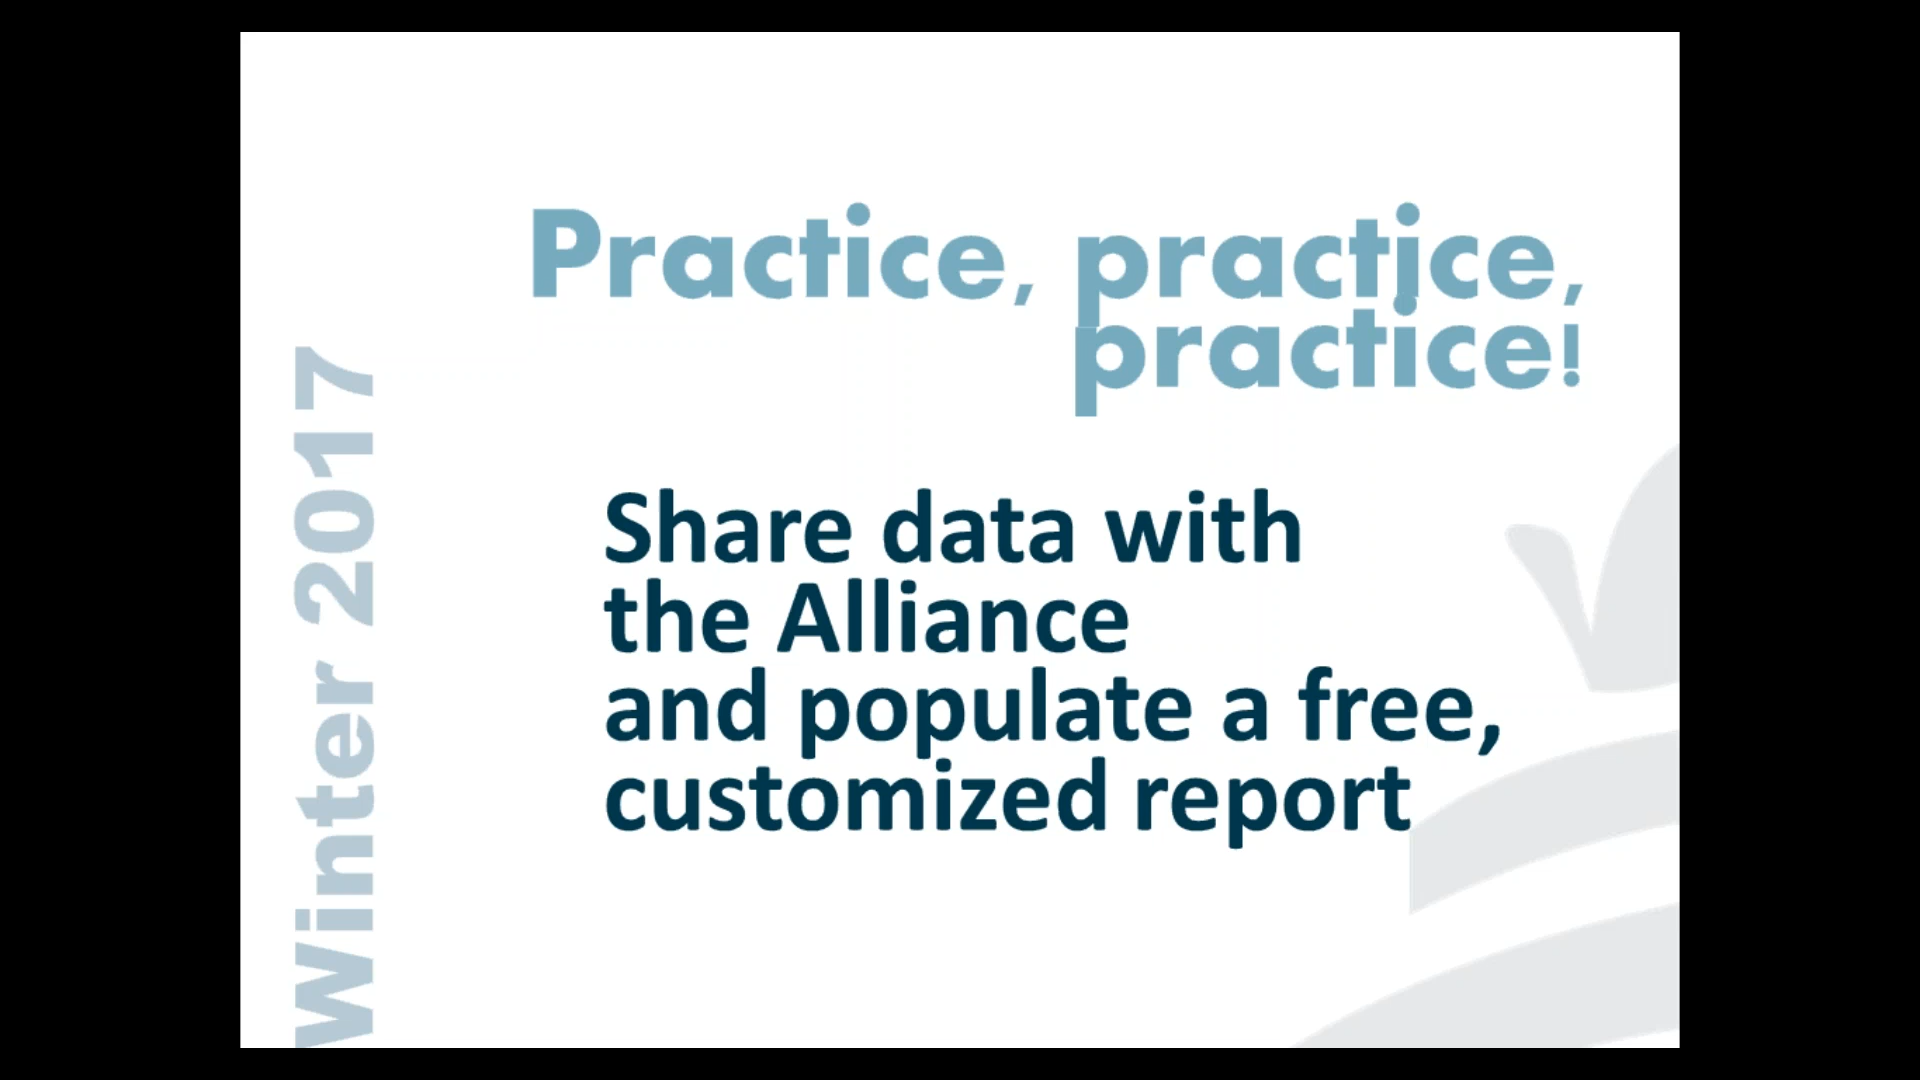 Practice, practice,
practice!
Winter 2017
Share data with
the Alliance
and populate a free,
customized report